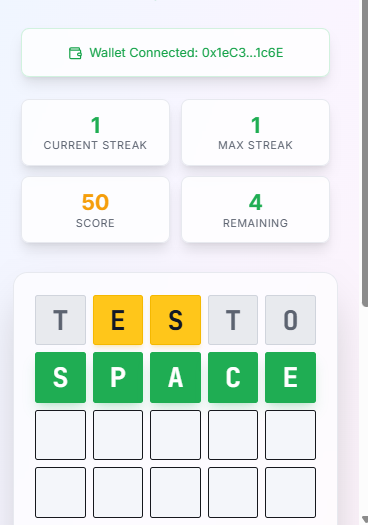 Wallet Connected: 0x1eC3...1c6E
1 1
CURRENT STREAK MAX STREAK
50 4
SCORE REMAINING
T E S T O
S P A C E